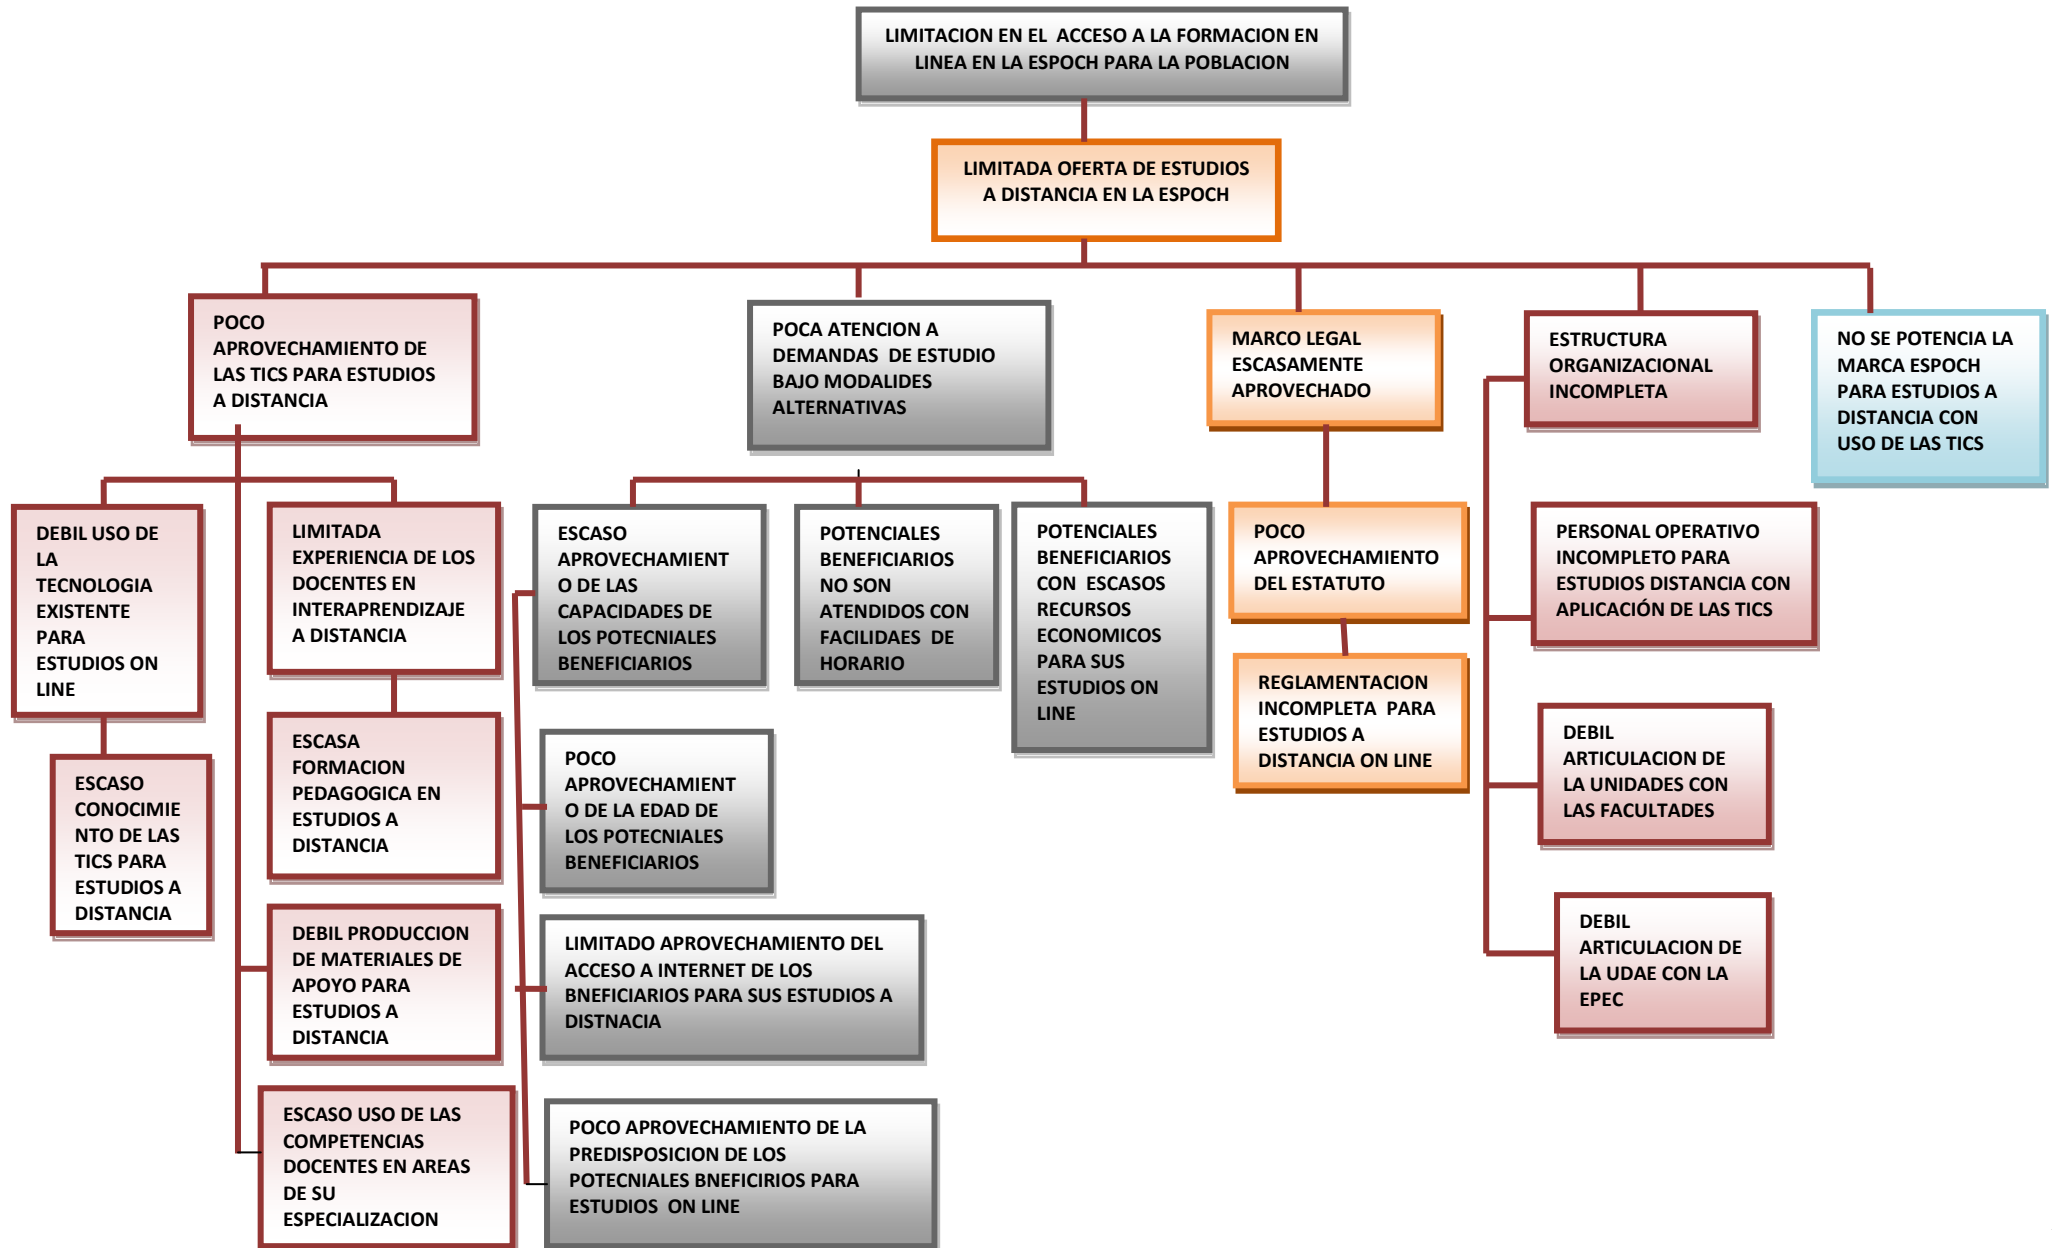 LIMITACION EN EL  ACCESO A LA FORMACION EN
LINEA EN LA ESPOCH PARA LA POBLACION
LIMITADA OFERTA DE ESTUDIOS
A DISTANCIA EN LA ESPOCH
POCO
APROVECHAMIENTO DE
LAS TICS PARA ESTUDIOS
A DISTANCIA
POCA ATENCION A
DEMANDAS  DE ESTUDIO
BAJO MODALIDES
ALTERNATIVAS
MARCO LEGAL
ESCASAMENTE
APROVECHADO
ESTRUCTURA
ORGANIZACIONAL
INCOMPLETA
NO SE POTENCIA LA
MARCA ESPOCH
PARA ESTUDIOS A
DISTANCIA CON
USO DE LAS TICS
DEBIL USO DE
LA
TECNOLOGIA
EXISTENTE
PARA
ESTUDIOS ON
LINE
LIMITADA
EXPERIENCIA DE LOS
DOCENTES EN
INTERAPRENDIZAJE
A DISTANCIA
ESCASO
APROVECHAMIENT
O DE LAS
CAPACIDADES DE
LOS POTECNIALES
BENEFICIARIOS
POTENCIALES
BENEFICIARIOS
NO SON
ATENDIDOS CON
FACILIDAES  DE
HORARIO
POTENCIALES
BENEFICIARIOS
CON  ESCASOS
RECURSOS
ECONOMICOS
PARA SUS
ESTUDIOS ON
LINE
POCO
APROVECHAMIENTO
DEL ESTATUTO
PERSONAL OPERATIVO
INCOMPLETO PARA
ESTUDIOS DISTANCIA CON
APLICACIÓN DE LAS TICS
REGLAMENTACION
INCOMPLETA  PARA
ESTUDIOS A
DISTANCIA ON LINE
ESCASO
CONOCIMIE
NTO DE LAS
TICS PARA
ESTUDIOS A
DISTANCIA
ESCASA
FORMACION
PEDAGOGICA EN
ESTUDIOS A
DISTANCIA
POCO
APROVECHAMIENT
O DE LA EDAD DE
LOS POTECNIALES
BENEFICIARIOS
DEBIL
ARTICULACION DE
LA UNIDADES CON
LAS FACULTADES
DEBIL PRODUCCION
DE MATERIALES DE
APOYO PARA
ESTUDIOS A
DISTANCIA
LIMITADO APROVECHAMIENTO DEL
ACCESO A INTERNET DE LOS
BNEFICIARIOS PARA SUS ESTUDIOS A
DISTNACIA
DEBIL
ARTICULACION DE
LA UDAE CON LA
EPEC
ESCASO USO DE LAS
COMPETENCIAS
DOCENTES EN AREAS
DE SU
ESPECIALIZACION
POCO APROVECHAMIENTO DE LA
PREDISPOSICION DE LOS
POTECNIALES BNEFICIRIOS PARA
ESTUDIOS  ON LINE